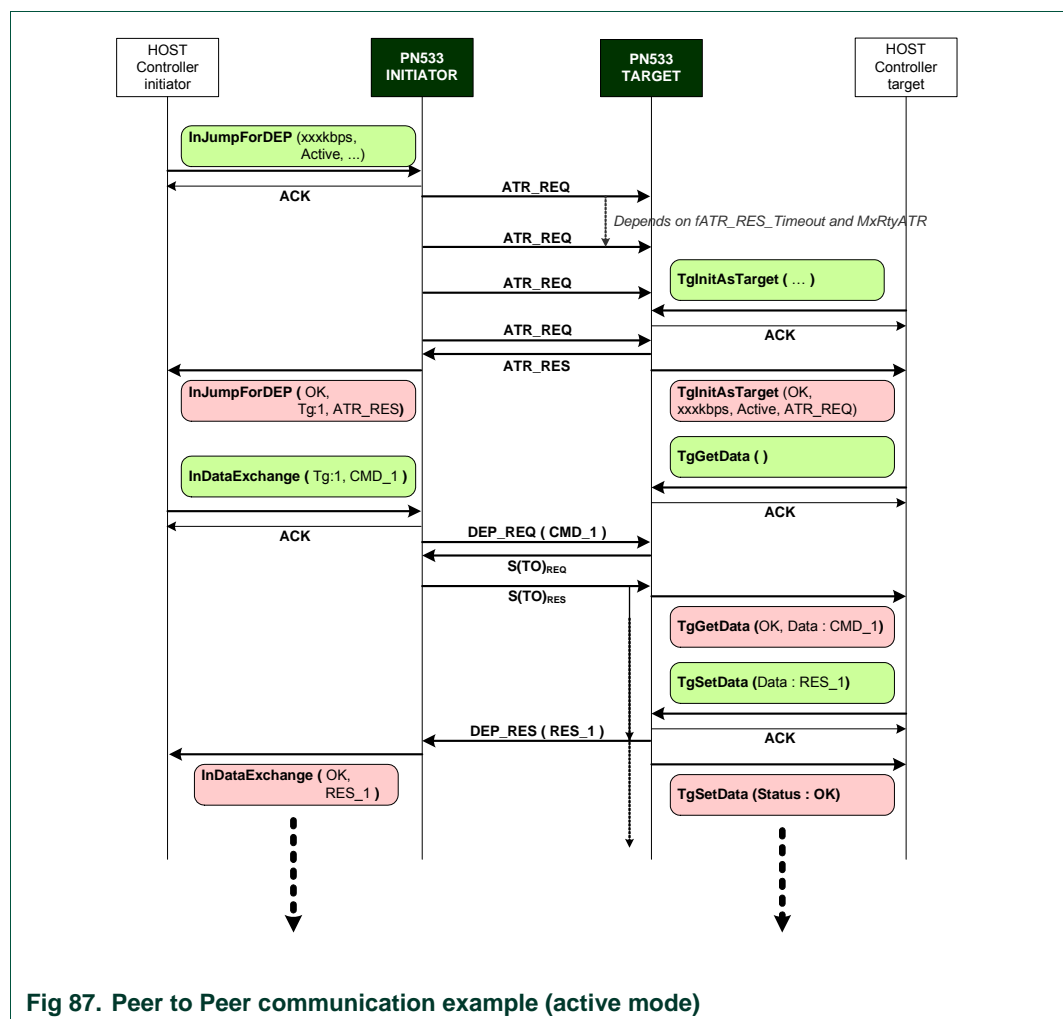 HOST
Controller
initiator
PN533
INITIATOR
PN533
TARGET
HOST
Controller
target
InJumpForDEP (xxxkbps,
Active, ...)
ACK
ATR_REQ
Depends on fATR_RES_Timeout and MxRtyATR
ATR_REQ
ATR_REQ
TgInitAsTarget ( … )
ATR_REQ
ACK
ATR_RES
InJumpForDEP ( OK,
Tg:1, ATR_RES)
TgInitAsTarget (OK,
xxxkbps, Active, ATR_REQ)
TgGetData ( )
InDataExchange ( Tg:1, CMD_1 )
ACK
ACK
DEP_REQ ( CMD_1 )
S(TO)REQ
S(TO)RES
TgGetData (OK, Data : CMD_1)
TgSetData (Data : RES_1)
DEP_RES ( RES_1 )
ACK
InDataExchange ( OK,
RES_1 )
TgSetData (Status : OK)
Fig 87. Peer to Peer communication example (active mode)